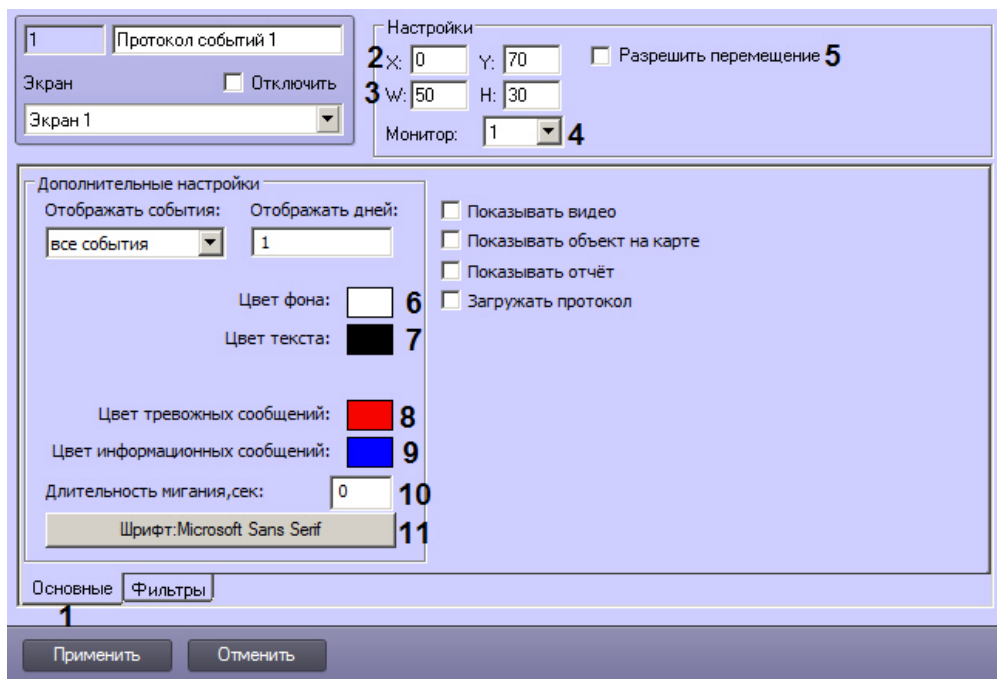 1 Протокол событий 1
Экран Отключить
Экран 1
Настройки
2 X: 0 Y: 70 Разрешить перемещение 5
3 W: 50 H: 30
Монитор: 1 4
Дополнительные настройки
Отображать события: Отображать дней:
все события 1
Цвет фона: 6
Цвет текста: 7
Цвет тревожных сообщений: 8
Цвет информационных сообщений: 9
Длительность мигания,сек: 0 10
Шрифт:Microsoft Sans Serif 11
Показывать видео
Показывать объект на карте
Показывать отчёт
Загружать протокол
Основные Фильтры
1
Применить Отменить